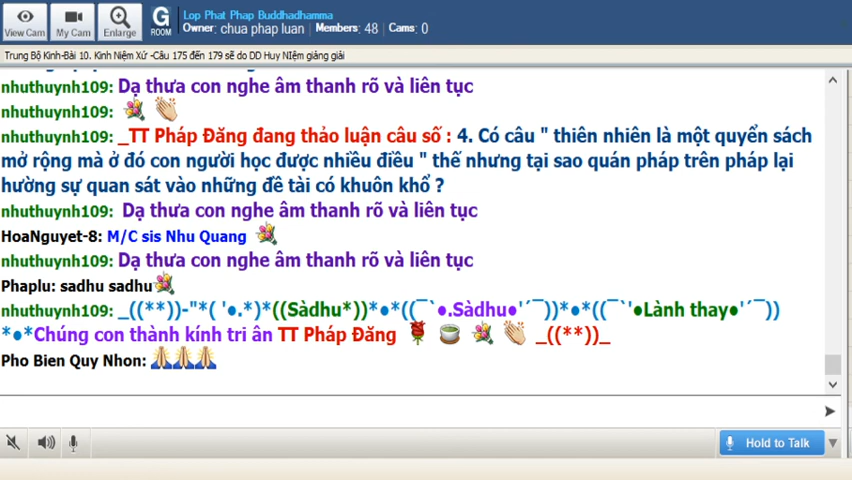 View Cam
My Cam
Enlarge
G
ROOM
Lop Phat Phap Buddhadhamma
Owner: chua phap luan Members: 48 Cams: 0
Trung Bộ Kinh-Bài 10. Kinh Niệm Xứ -Câu 175 đến 179 sẽ do DD Huy NIệm giảng giải
nhuthuynh109: Dạ thưa con nghe âm thanh rõ và liên tục
nhuthuynh109:
nhuthuynh109: _TT Pháp Đăng đang thảo luận câu số : 4. Có câu " thiên nhiên là một quyển sách
mở rộng mà ở đó con người học được nhiều điều " thế nhưng tại sao quán pháp trên pháp lại
hường sự quan sát vào những đề tài có khuôn khổ ?
nhuthuynh109: Dạ thưa con nghe âm thanh rõ và liên tục
HoaNguyet-8: M/C sis Nhu Quang
nhuthuynh109: Dạ thưa con nghe âm thanh rõ và liên tục
Phaplu: sadhu sadhu
nhuthuynh109: _((**))-"*( '●.*)*((Sàdhu*))*●*((¯`●.Sàdhu●'´¯))*●*((¯`'●Lành thay●'´¯))
*●*Chúng con thành kính tri ân TT Pháp Đăng _((**))_
Pho Bien Quy Nhon:
Hold to Talk